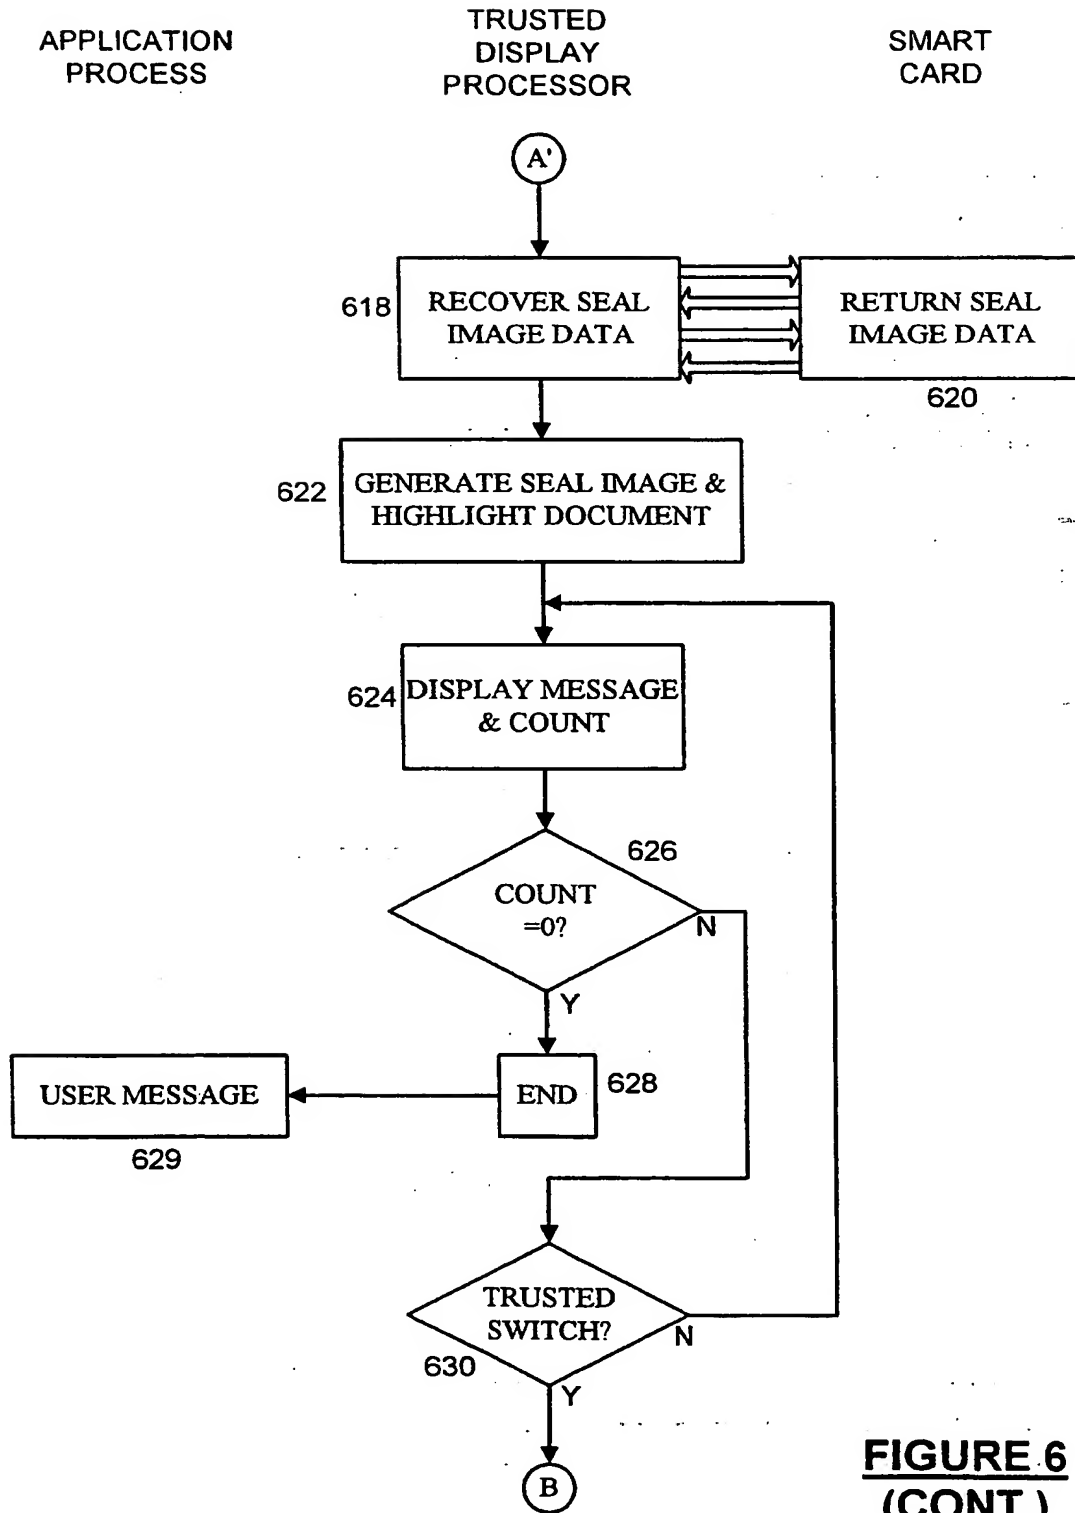 APPLICATION
PROCESS
TRUSTED
DISPLAY
PROCESSOR
SMART
CARD
A'
618
RECOVER SEAL
IMAGE DATA
RETURN SEAL
IMAGE DATA
620
622
GENERATE SEAL IMAGE &
HIGHLIGHT DOCUMENT
624
DISPLAY MESSAGE
& COUNT
626
COUNT
=0?
N
Y
USER MESSAGE
629
END
628
TRUSTED
SWITCH?
N
630
Y
B
FIGURE 6
(CONT.)